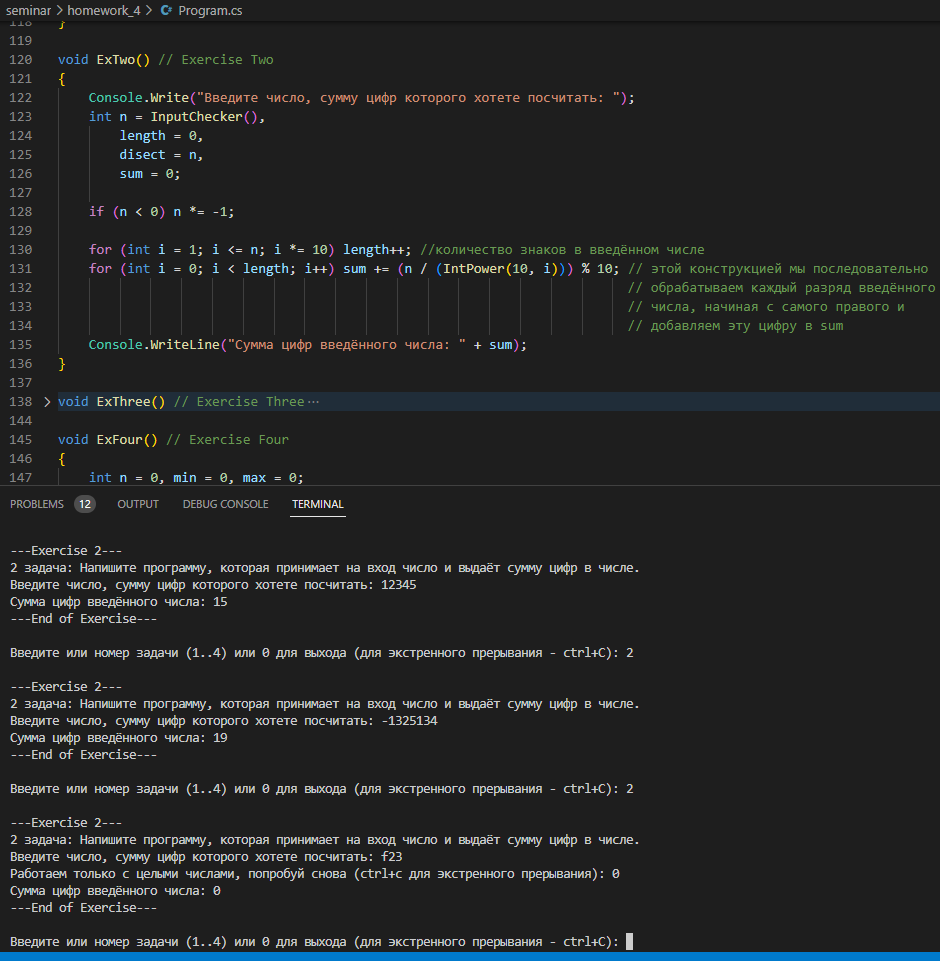 seminar > homework_4 > C# Program.cs
118 }
119
120 void ExTwo() // Exercise Two
121 {
122 Console.Write("Введите число, сумму цифр которого хотете посчитать: ");
123 int n = InputChecker(),
124 length = 0,
125 disect = n,
126 sum = 0;
127
128 if (n < 0) n *= -1;
129
130 for (int i = 1; i <= n; i *= 10) length++; //количество знаков в введённом числе
131 for (int i = 0; i < length; i++) sum += (n / (IntPower(10, i))) % 10; // этой конструкцией мы последовательно
132 // обрабатываем каждый разряд введённого
133 // числа, начиная с самого правого и
134 // добавляем эту цифру в sum
135 Console.WriteLine("Сумма цифр введённого числа: " + sum);
136 }
137
138 > void ExThree() // Exercise Three ···
144
145 void ExFour() // Exercise Four
146 {
147 int n = 0, min = 0, max = 0;
PROBLEMS 12 OUTPUT DEBUG CONSOLE TERMINAL
---Exercise 2---
2 задача: Напишите программу, которая принимает на вход число и выдаёт сумму цифр в числе.
Введите число, сумму цифр которого хотете посчитать: 12345
Сумма цифр введённого числа: 15
---End of Exercise---
Введите или номер задачи (1..4) или 0 для выхода (для экстренного прерывания - ctrl+C): 2
---Exercise 2---
2 задача: Напишите программу, которая принимает на вход число и выдаёт сумму цифр в числе.
Введите число, сумму цифр которого хотете посчитать: -1325134
Сумма цифр введённого числа: 19
---End of Exercise---
Введите или номер задачи (1..4) или 0 для выхода (для экстренного прерывания - ctrl+C): 2
---Exercise 2---
2 задача: Напишите программу, которая принимает на вход число и выдаёт сумму цифр в числе.
Введите число, сумму цифр которого хотете посчитать: f23
Работаем только с целыми числами, попробуй снова (ctrl+c для экстренного прерывания): 0
Сумма цифр введённого числа: 0
---End of Exercise---
Введите или номер задачи (1..4) или 0 для выхода (для экстренного прерывания - ctrl+C):